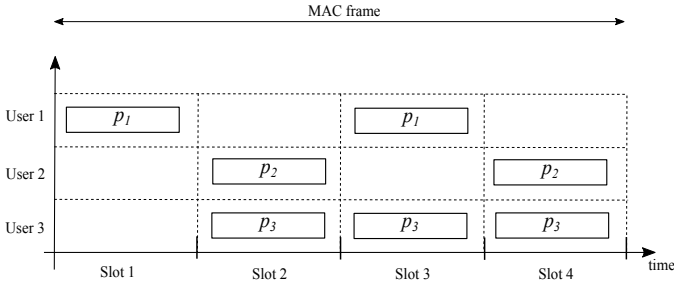 MAC frame
User 1 p1 p1
User 2 p2 p2
User 3 p3 p3 p3
Slot 1 Slot 2 Slot 3 Slot 4 time